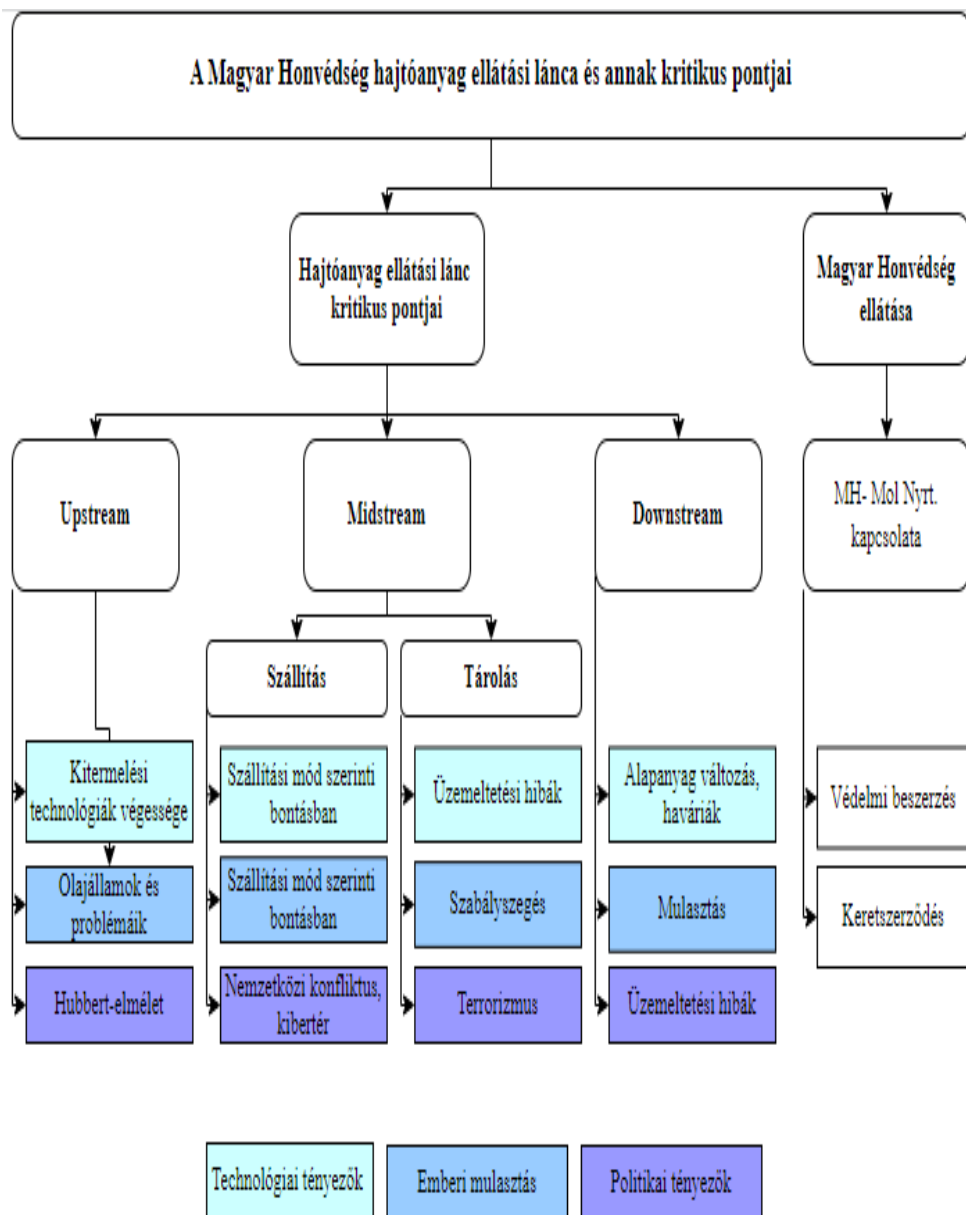 A Magyar Honvédség hajtóanyag ellátási lánca és annak kritikus pontjai
Hajtóanyag ellátási lánc
kritikus pontjai
Magyar Honvédség
ellátása
Upstream
Midstream
Downstream
MH- Mol Nyrt.
kapcsolata
Szállítás
Tárolás
Kitermelési
technológiák végessége
Szállítási mód szerinti
bontásban
Üzemeltetési hibák
Alapanyag változás,
haváriák
Védelmi beszerzés
Olajállamok és
problémáik
Szállítási mód szerinti
bontásban
Szabályszegés
Mulasztás
Keretszerződés
Hubbert-elmélet
Nemzetközi konfliktus,
kibertér
Terrorizmus
Üzemeltetési hibák
Technológiai tényezők
Emberi mulasztás
Politikai tényezők